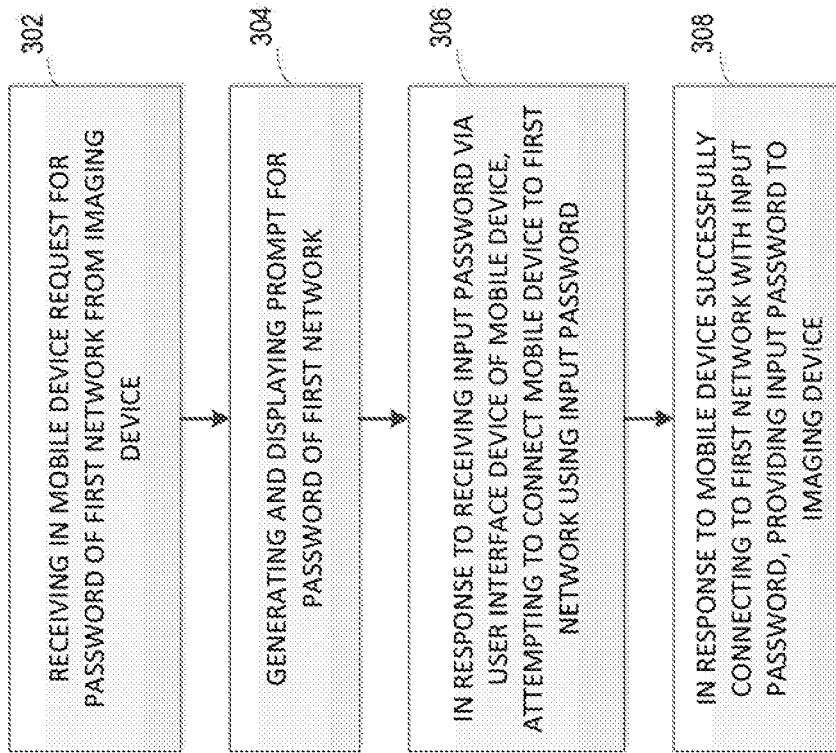 302
RECEIVING IN MOBILE DEVICE REQUEST FOR
PASSWORD OF FIRST NETWORK FROM IMAGING
DEVICE
304
GENERATING AND DISPLAYING PROMPT FOR
PASSWORD OF FIRST NETWORK
306
IN RESPONSE TO RECEIVING INPUT PASSWORD VIA
USER INTERFACE DEVICE OF MOBILE DEVICE,
ATTEMPTING TO CONNECT MOBILE DEVICE TO FIRST
NETWORK USING INPUT PASSWORD
308
IN RESPONSE TO MOBILE DEVICE SUCCESSFULLY
CONNECTING TO FIRST NETWORK WITH INPUT
PASSWORD, PROVIDING INPUT PASSWORD TO
IMAGING DEVICE